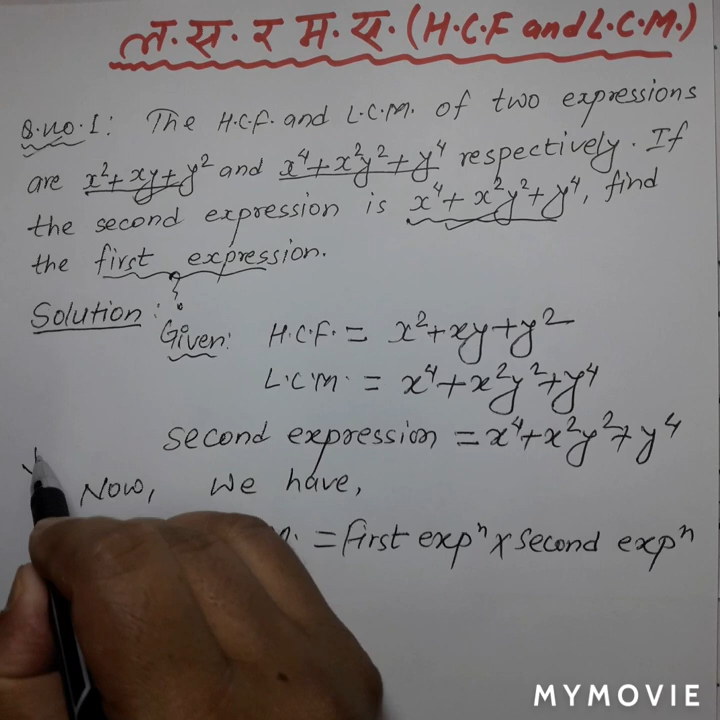 ल.स. र म.स. (H.C.F and L.C.M.)
Q.no.1: The H.C.F. and L.C.M. of two expressions
are x²+xy+y² and x⁴+x²y²+y⁴ respectively. If
the second expression is x⁴+x²y²+y⁴, find
the first expression.
Solution:
Given: H.C.F. = x²+xy+y²
L.C.M. = x⁴+x²y²+y⁴
second expression = x⁴+x²y²+y⁴
Now, We have,
= first expⁿ × second expⁿ
MYMOVIE